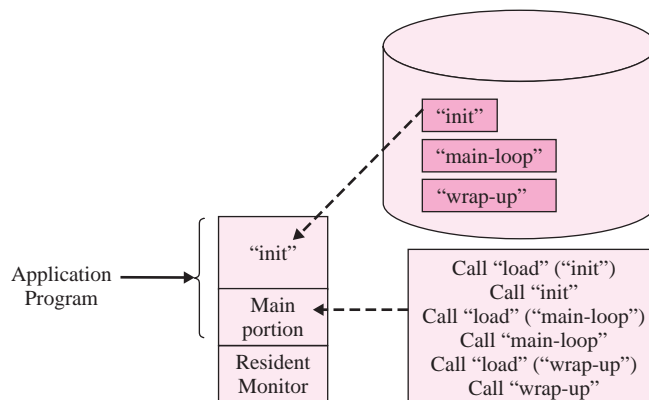 “init”
“main-loop”
“wrap-up”
“init”
Application
Program
Main
portion
Resident
Monitor
Call “load” (“init”)
Call “init”
Call “load” (“main-loop”)
Call “main-loop”
Call “load” (“wrap-up”)
Call “wrap-up”